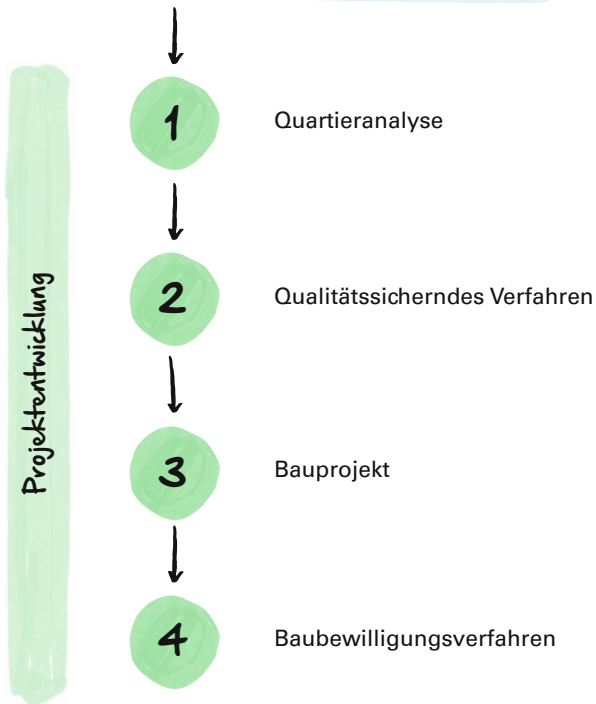 Projektentwicklung
1 Quartieranalyse
2 Qualitätssicherndes Verfahren
3 Bauprojekt
4 Baubewilligungsverfahren